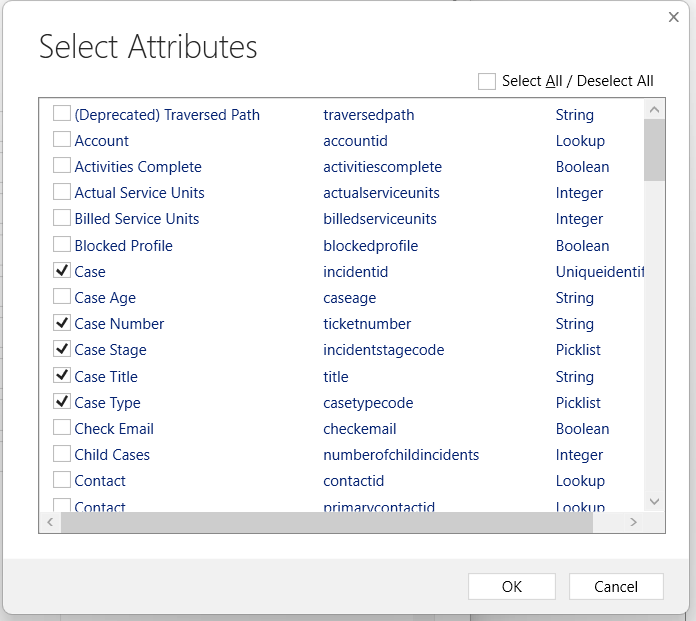 Select Attributes
Select All / Deselect All
(Deprecated) Traversed Path traversedpath String
Account accountid Lookup
Activities Complete activitiescomplete Boolean
Actual Service Units actualserviceunits Integer
Billed Service Units billedserviceunits Integer
Blocked Profile blockedprofile Boolean
Case incidentid Uniqueidentif
Case Age caseage String
Case Number ticketnumber String
Case Stage incidentstagecode Picklist
Case Title title String
Case Type casetypecode Picklist
Check Email checkemail Boolean
Child Cases numberofchildincidents Integer
Contact contactid Lookup
Contact primarycontactid Lookup
OK Cancel